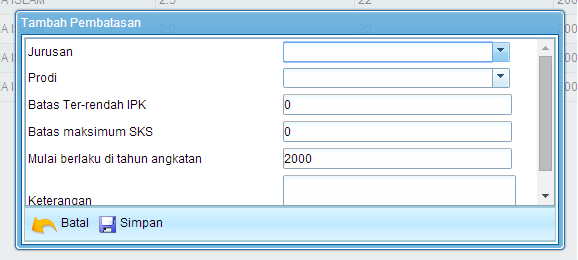 Tambah Pembatasan
Jurusan
Prodi
Batas Ter-rendah IPK 0
Batas maksimum SKS 0
Mulai berlaku di tahun angkatan 2000
Keterangan
Batal Simpan